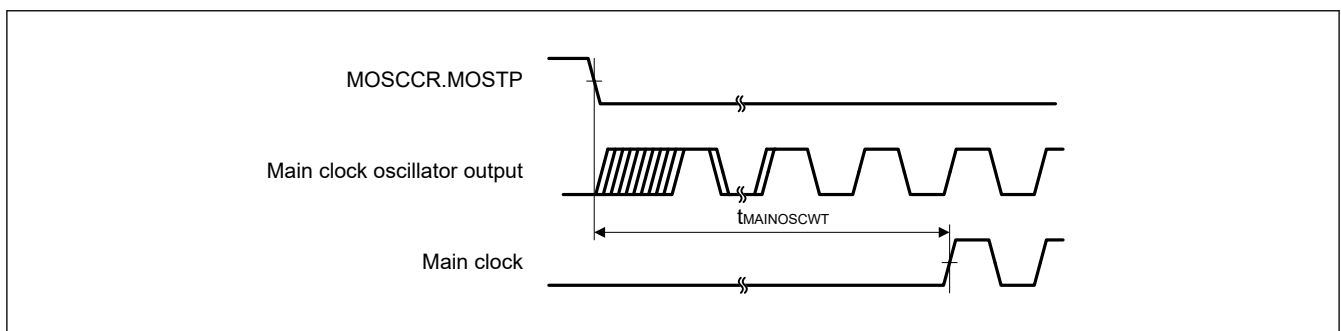 MOSCCR.MOSTP
Main clock oscillator output
tMAINOSCWT
Main clock